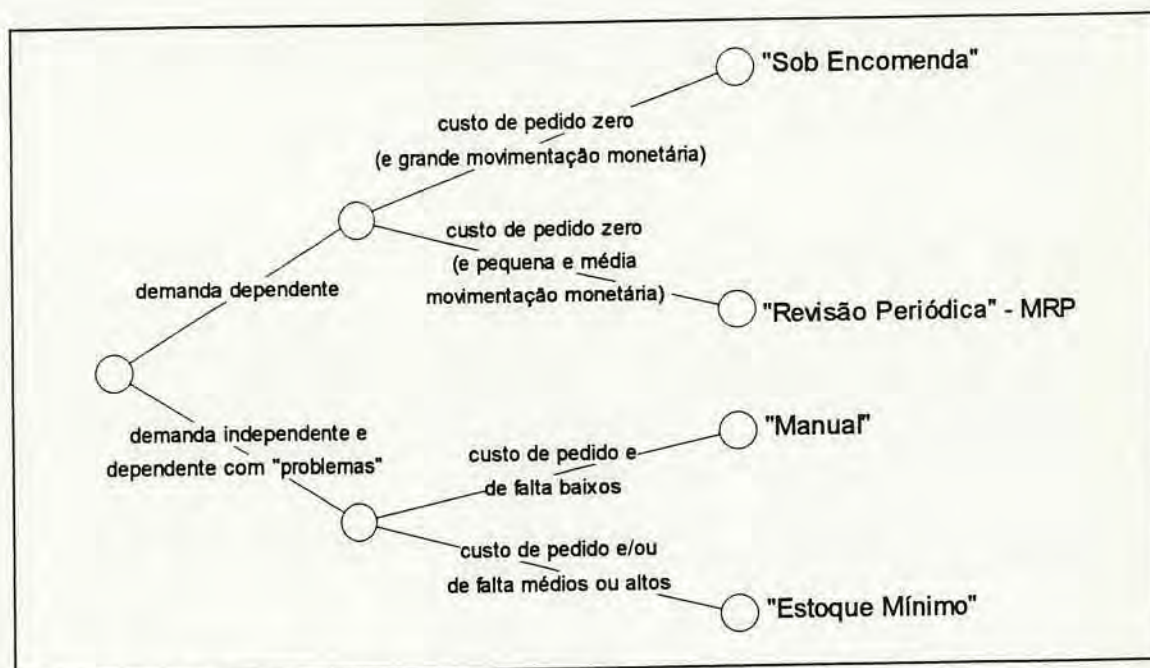 "Sob Encomenda"
custo de pedido zero
(e grande movimentação monetária)
custo de pedido zero
(e pequena e média
movimentação monetária)
demanda dependente
"Revisão Periódica" - MRP
demanda independente e
dependente com "problemas"
"Manual"
custo de pedido e
de falta baixos
custo de pedido e/ou
de falta médios ou altos
"Estoque Mínimo"